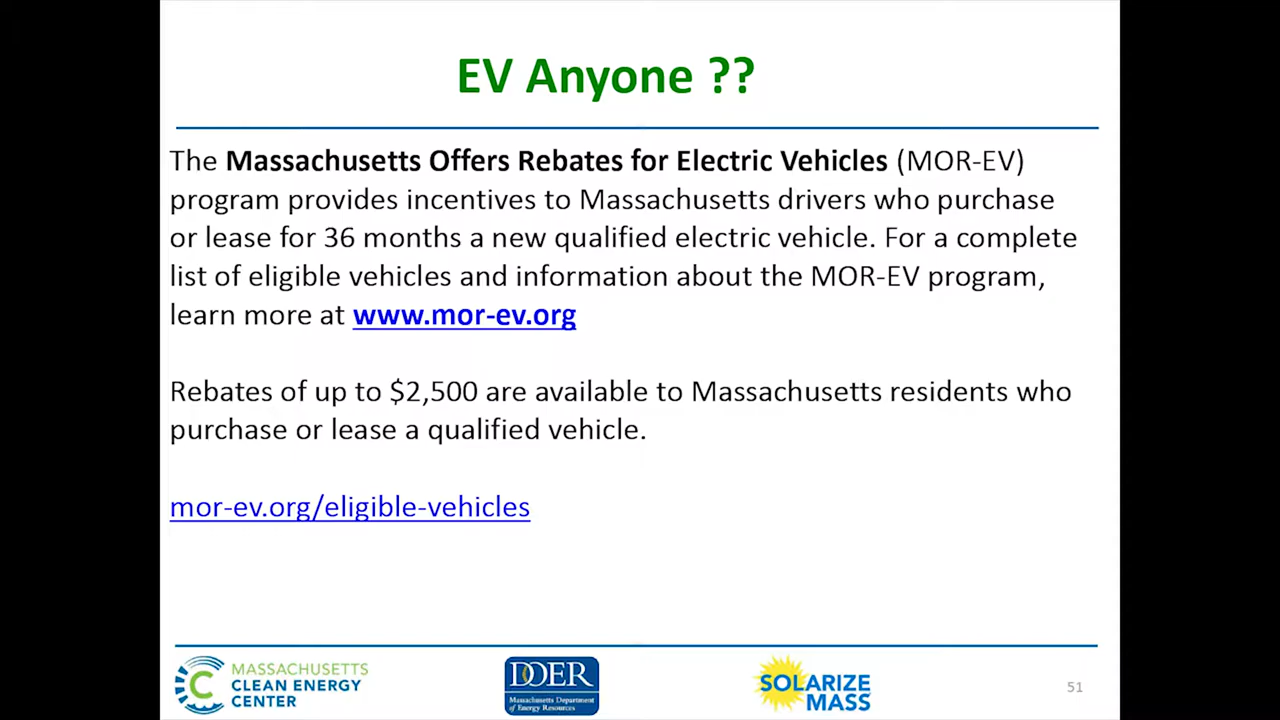 EV Anyone ??
The Massachusetts Offers Rebates for Electric Vehicles (MOR-EV)
program provides incentives to Massachusetts drivers who purchase
or lease for 36 months a new qualified electric vehicle. For a complete
list of eligible vehicles and information about the MOR-EV program,
learn more at www.mor-ev.org
Rebates of up to $2,500 are available to Massachusetts residents who
purchase or lease a qualified vehicle.
mor-ev.org/eligible-vehicles
MASSACHUSETTS
CLEAN ENERGY
CENTER
DOER
Massachusetts Department
of Energy Resources
SOLARIZE
MASS
51